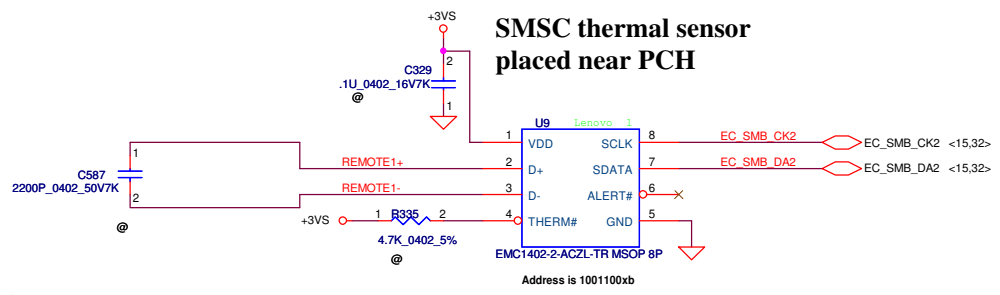 +3VS
SMSC thermal sensor
placed near PCH
2
C329
.1U_0402_16V7K
@
1
U9
Lenovo 1
1
VDD
SCLK
8
EC_SMB_CK2
EC_SMB_CK2 <15,32>
1
C587
2200P_0402_50V7K
2
@
REMOTE1+
2
D+
SDATA
7
EC_SMB_DA2
EC_SMB_DA2 <15,32>
REMOTE1-
3
D-
ALERT#
6
+3VS
1
R335
2
4.7K_0402_5%
@
4
THERM#
GND
5
EMC1402-2-ACZL-TR MSOP 8P
Address is 1001100xb